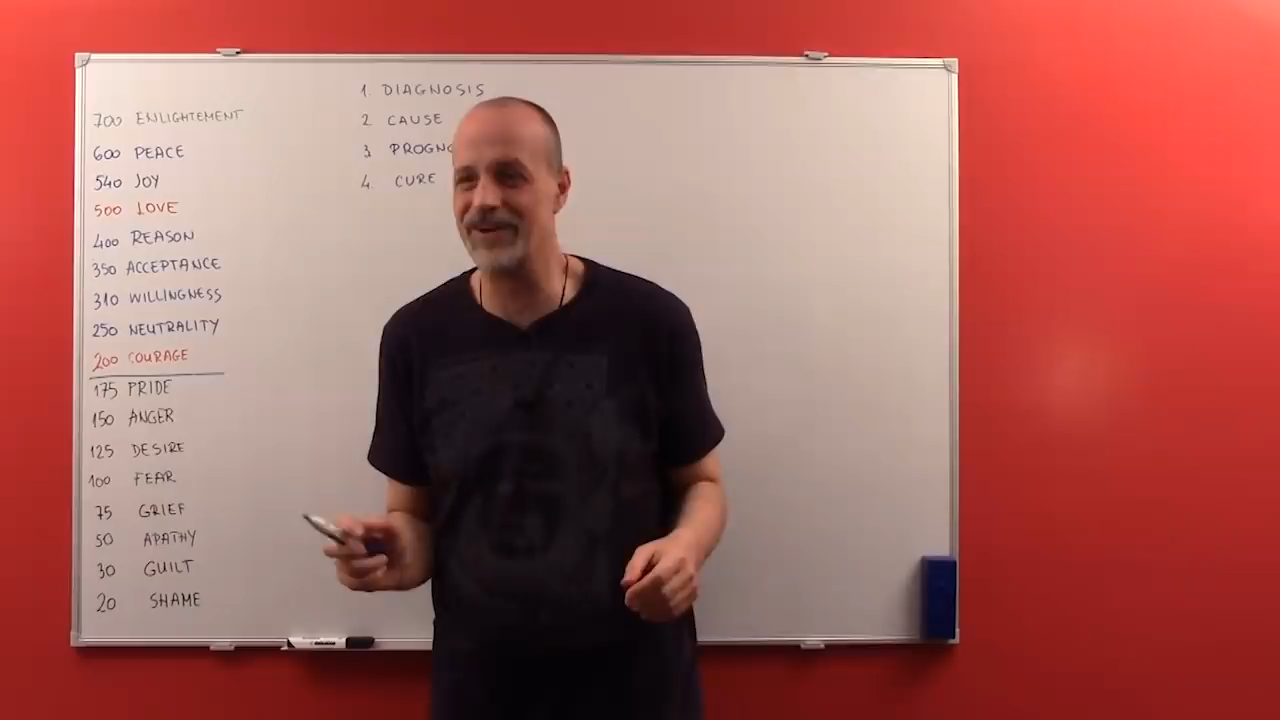 700 ENLIGHTEMENT
600 PEACE
540 JOY
500 LOVE
400 REASON
350 ACCEPTANCE
310 WILLINGNESS
250 NEUTRALITY
200 COURAGE
175 PRIDE
150 ANGER
125 DESIRE
100 FEAR
75 GRIEF
50 APATHY
30 GUILT
20 SHAME
1. DIAGNOSIS
2 CAUSE
3 PROGNO
4. CURE